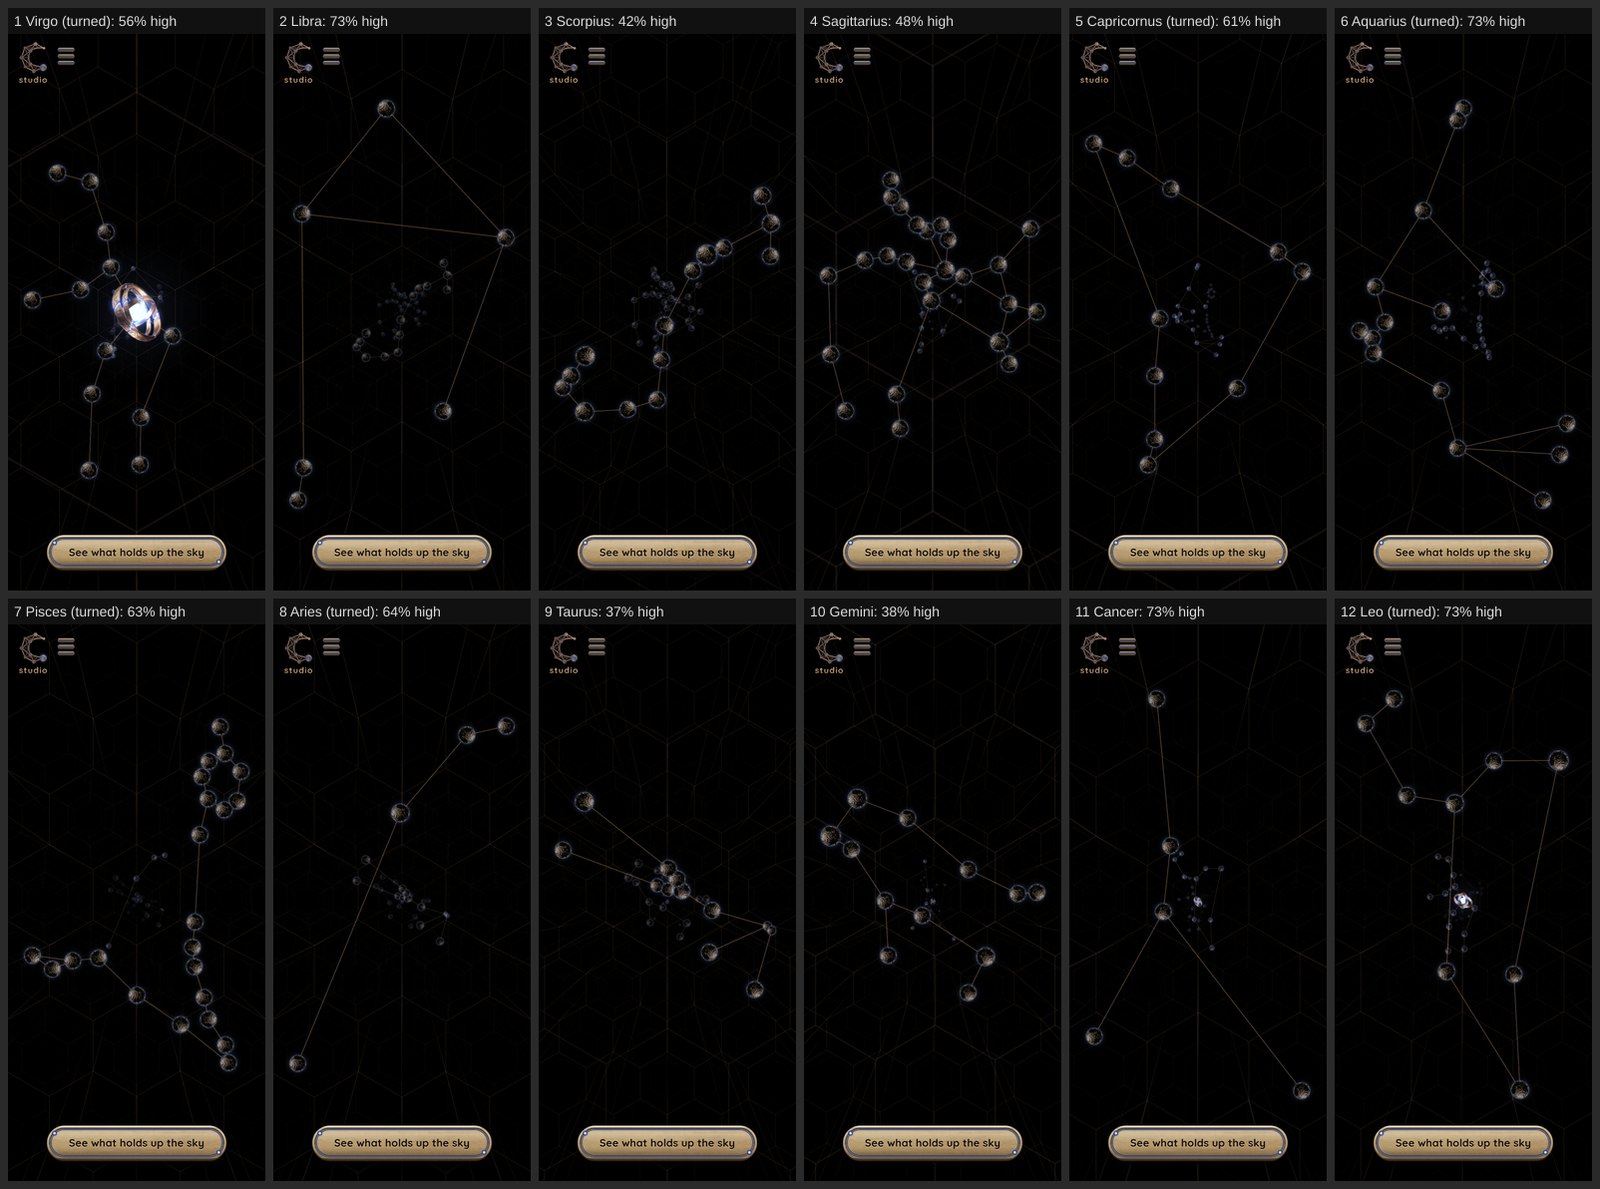 1 Virgo (turned): 56% high
studio
See what holds up the sky
2 Libra: 73% high
studio
See what holds up the sky
3 Scorpius: 42% high
studio
See what holds up the sky
4 Sagittarius: 48% high
studio
See what holds up the sky
5 Capricornus (turned): 61% high
studio
See what holds up the sky
6 Aquarius (turned): 73% high
studio
See what holds up the sky
7 Pisces (turned): 63% high
studio
See what holds up the sky
8 Aries (turned): 64% high
studio
See what holds up the sky
9 Taurus: 37% high
studio
See what holds up the sky
10 Gemini: 38% high
studio
See what holds up the sky
11 Cancer: 73% high
studio
See what holds up the sky
12 Leo (turned): 73% high
studio
See what holds up the sky